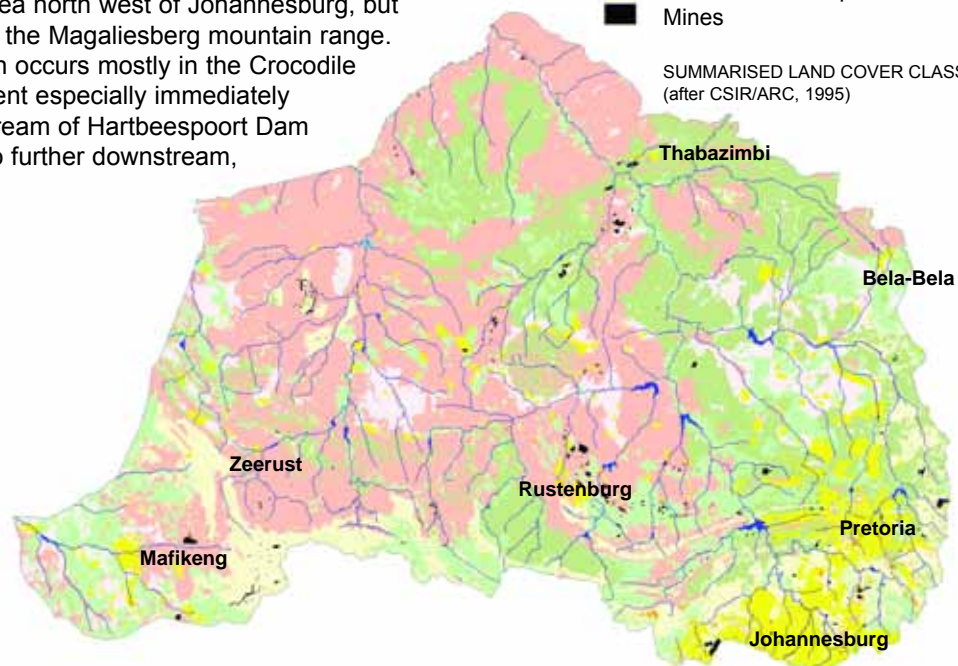 ea north west of Johannesburg, but
the Magaliesberg mountain range.
occurs mostly in the Crocodile
ent especially immediately
ream of Hartbeespoort Dam
further downstream,
Mines
SUMMARISED LAND COVER CLASS
(after CSIR/ARC, 1995)
Thabazimbi
Bela-Bela
Zeerust
Rustenburg
Pretoria
Mafikeng
Johannesburg